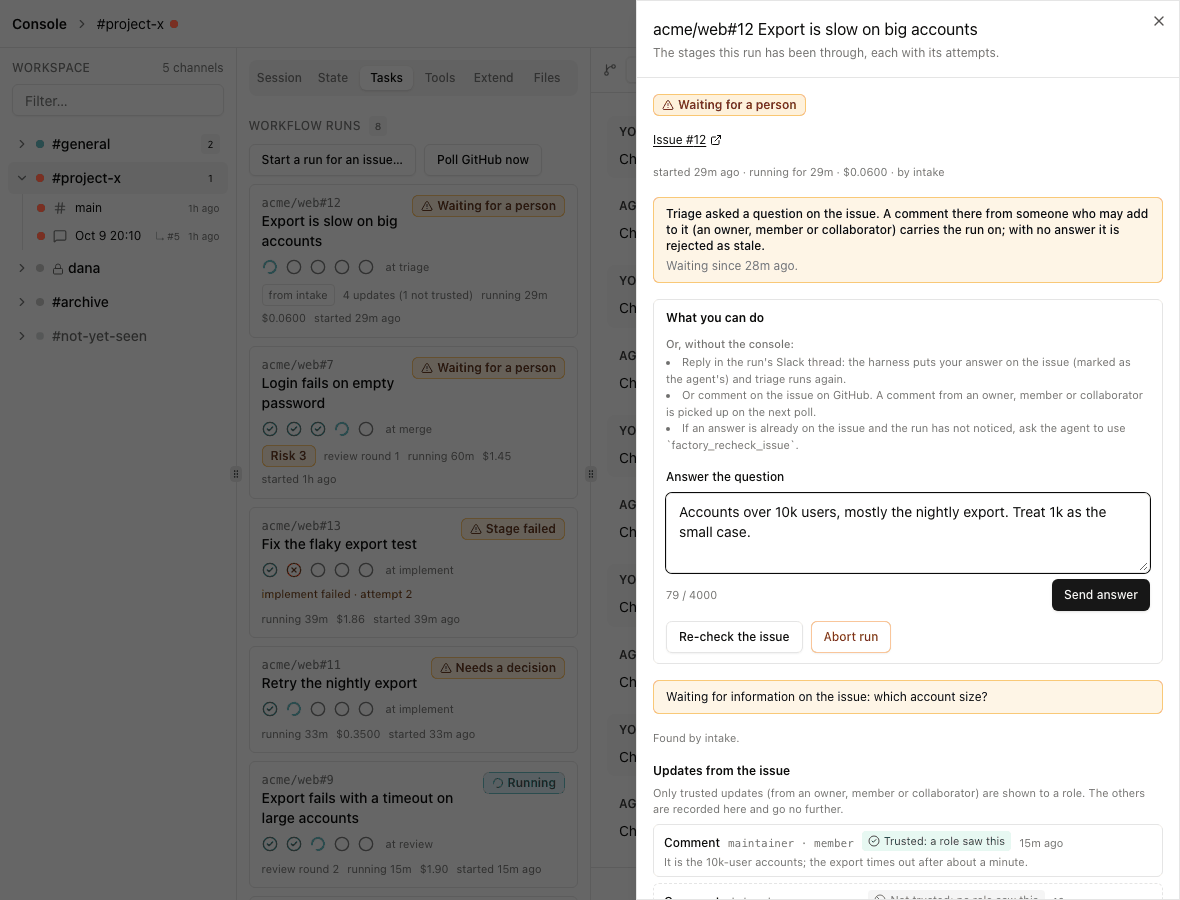 Console
#project-x
WORKSPACE
5 channels
Filter...
#general
2
#project-x
1
main
1h ago
Oct 9 20:10
#5
1h ago
dana
#archive
#not-yet-seen
Session
State
Tasks
Tools
Extend
Files
WORKFLOW RUNS
8
Start a run for an issue...
Poll GitHub now
acme/web#12
Waiting for a person
Export is slow on big
accounts
at triage
from intake
4 updates (1 not trusted)
running 29m
$0.0600
started 29m ago
acme/web#7
Waiting for a person
Login fails on empty
password
at merge
Risk 3
review round 1
running 60m
$1.45
started 1h ago
acme/web#13
Stage failed
Fix the flaky export test
at implement
implement failed · attempt 2
running 39m
$1.86
started 39m ago
acme/web#11
Needs a decision
Retry the nightly export
at implement
running 33m
$0.3500
started 33m ago
acme/web#9
Running
Export fails with a timeout on
large accounts
at review
review round 2
running 15m
$1.90
started 15m ago
YO
Ch
AG
Ch
YO
Ch
AG
Ch
YO
Ch
AG
Ch
YO
Ch
AG
Ch
YO
Ch
AG
Ch
acme/web#12 Export is slow on big accounts
The stages this run has been through, each with its attempts.
Waiting for a person
Issue #12
started 29m ago · running for 29m · $0.0600 · by intake
Triage asked a question on the issue. A comment there from someone who may add
to it (an owner, member or collaborator) carries the run on; with no answer it is
rejected as stale.
Waiting since 28m ago.
What you can do
Or, without the console:
• Reply in the run's Slack thread: the harness puts your answer on the issue (marked as
the agent's) and triage runs again.
• Or comment on the issue on GitHub. A comment from an owner, member or collaborator
is picked up on the next poll.
• If an answer is already on the issue and the run has not noticed, ask the agent to use
`factory_recheck_issue`.
Answer the question
Accounts over 10k users, mostly the nightly export. Treat 1k as the
small case.
79 / 4000
Send answer
Re-check the issue
Abort run
Waiting for information on the issue: which account size?
Found by intake.
Updates from the issue
Only trusted updates (from an owner, member or collaborator) are shown to a role. The others
are recorded here and go no further.
Comment
maintainer · member
Trusted: a role saw this
15m ago
It is the 10k-user accounts; the export times out after about a minute.